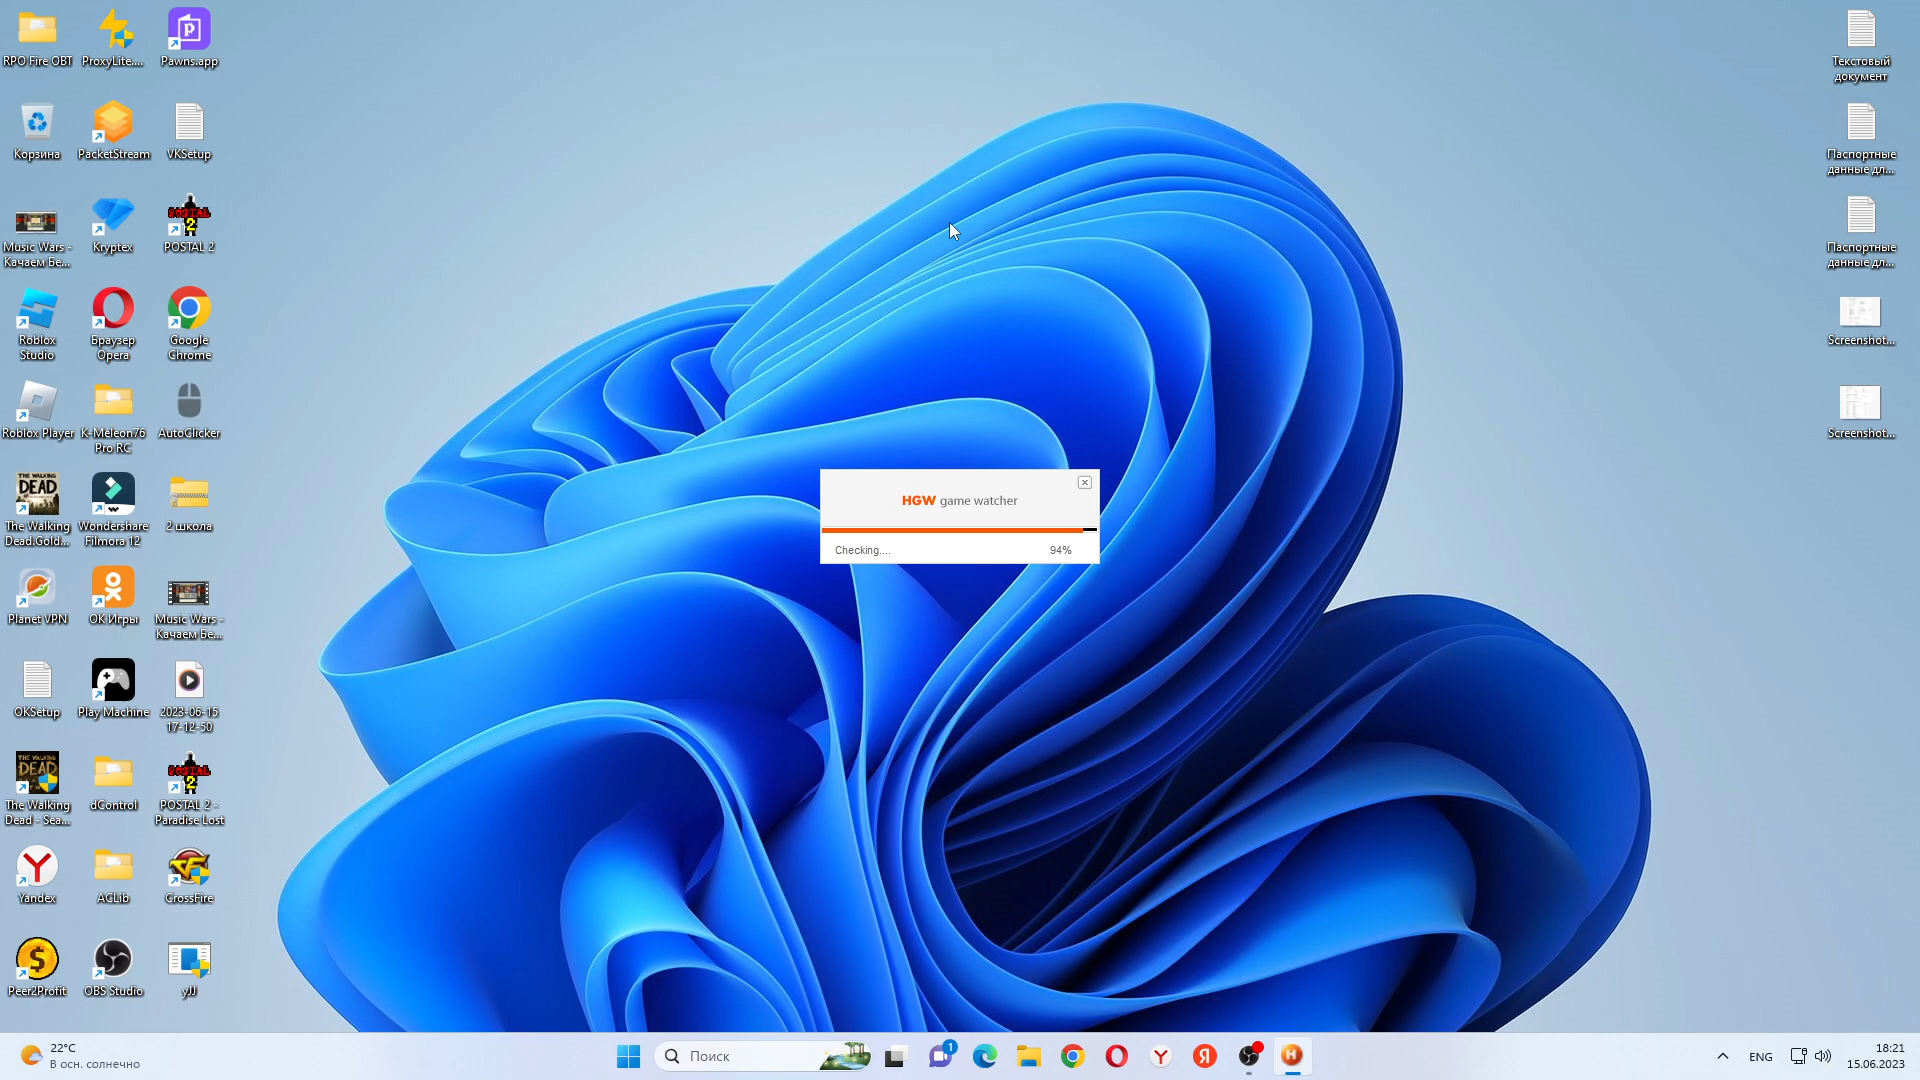 RPO Fire OBT
ProxyLite....
Pawns.app
Корзина
PacketStream
VKSetup
Music Wars -
Качаем Бе...
Kryptex
POSTAL 2
Roblox
Studio
Браузер
Opera
Google
Chrome
Roblox Player
K-Meleon76
Pro RC
AutoClicker
The Walking
Dead.Gold...
Wondershare
Filmora 12
2 школа
Planet VPN
ОК Игры
Music Wars -
Качаем Бе...
OKSetup
Play Machine
2023-06-15
17-12-50
The Walking
Dead - Sea...
dControl
POSTAL 2 -
Paradise Lost
Yandex
ACLib
CrossFire
Peer2Profit
OBS Studio
yJJ
Текстовый
документ
Паспортные
данные дл...
Паспортные
данные дл...
Screenshot...
Screenshot...
HGW game watcher
Checking....
94%
22°C
В осн. солнечно
Поиск
1
ENG
18:21
15.06.2023